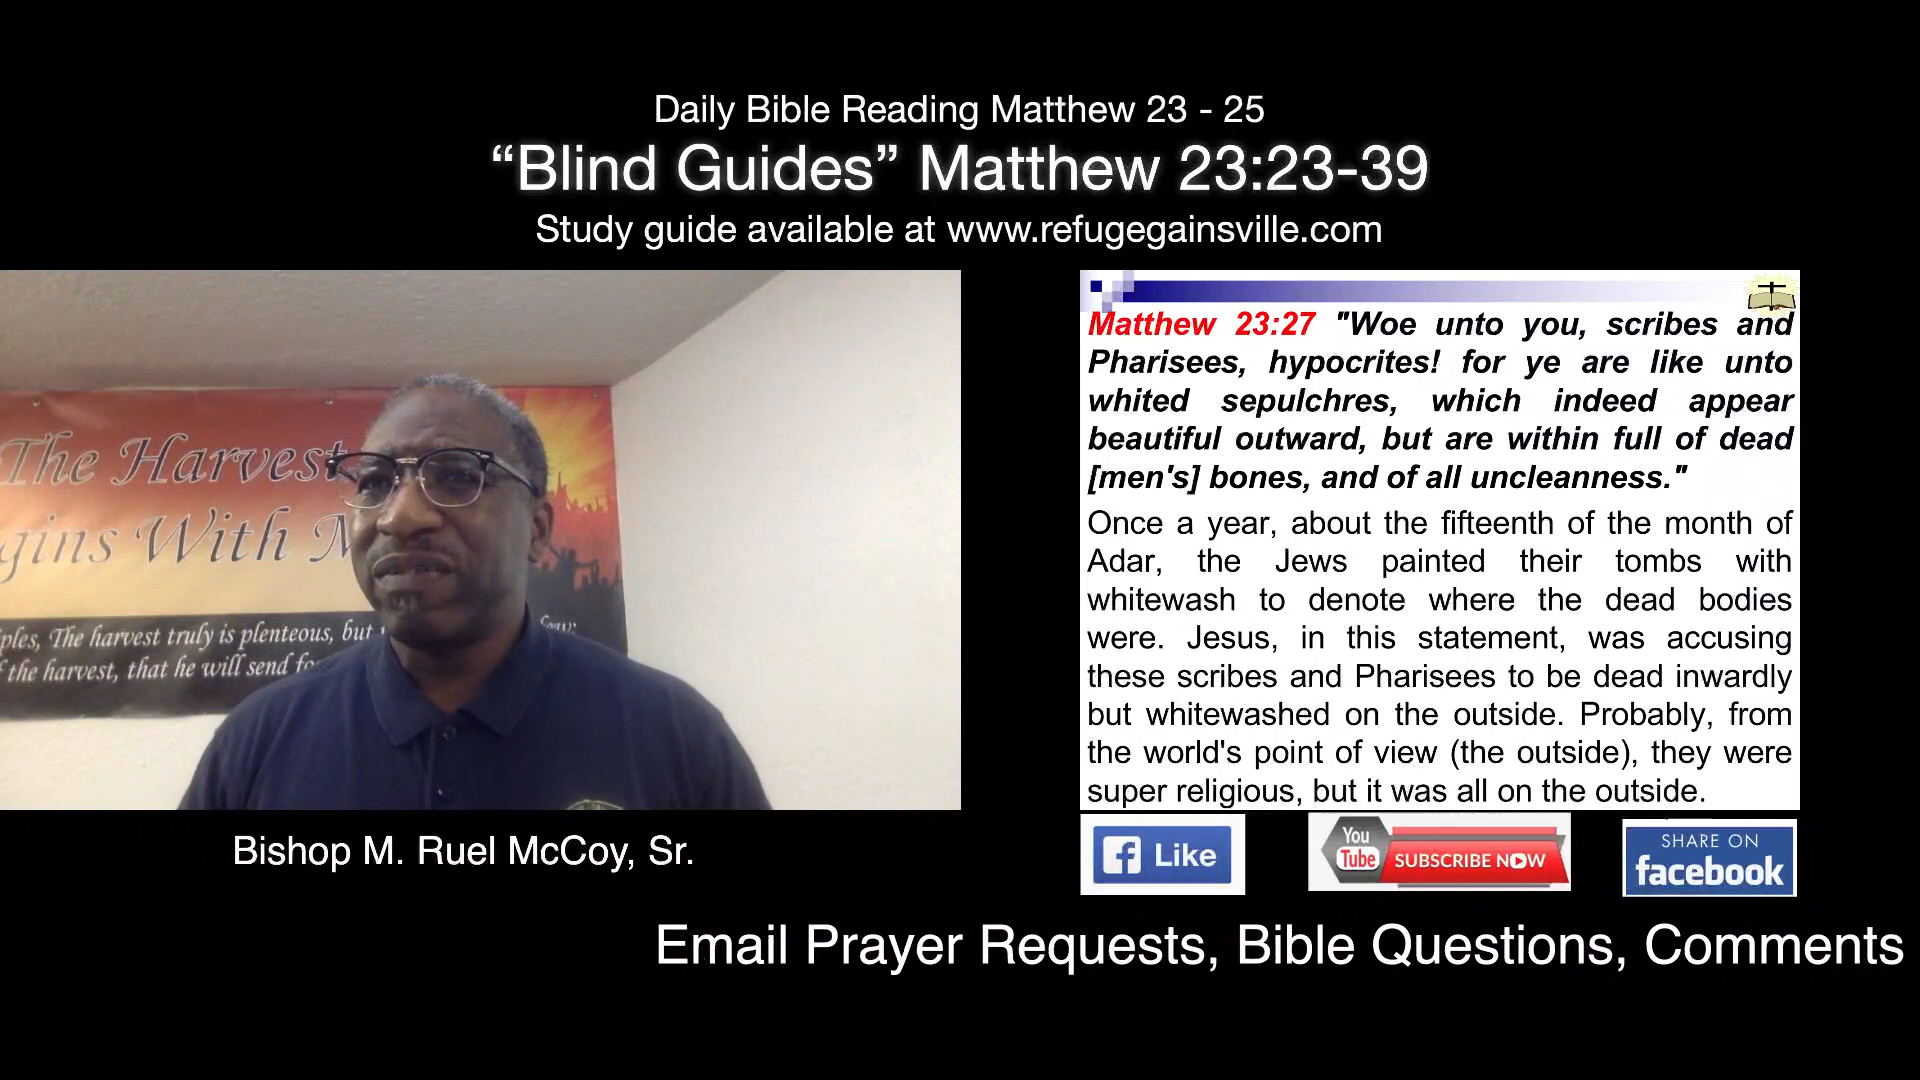 Daily Bible Reading Matthew 23 - 25
“Blind Guides” Matthew 23:23-39
Study guide available at www.refugegainsville.com
The Harvest
gins With M
ples, The harvest truly is plenteous, but
f the harvest, that he will send fo
Matthew 23:27 "Woe unto you, scribes and
Pharisees, hypocrites! for ye are like unto
whited sepulchres, which indeed appear
beautiful outward, but are within full of dead
[men's] bones, and of all uncleanness."
Once a year, about the fifteenth of the month of
Adar, the Jews painted their tombs with
whitewash to denote where the dead bodies
were. Jesus, in this statement, was accusing
these scribes and Pharisees to be dead inwardly
but whitewashed on the outside. Probably, from
the world's point of view (the outside), they were
super religious, but it was all on the outside.
Bishop M. Ruel McCoy, Sr.
Like
You
Tube
SUBSCRIBE NOW
SHARE ON
facebook
Email Prayer Requests, Bible Questions, Comments